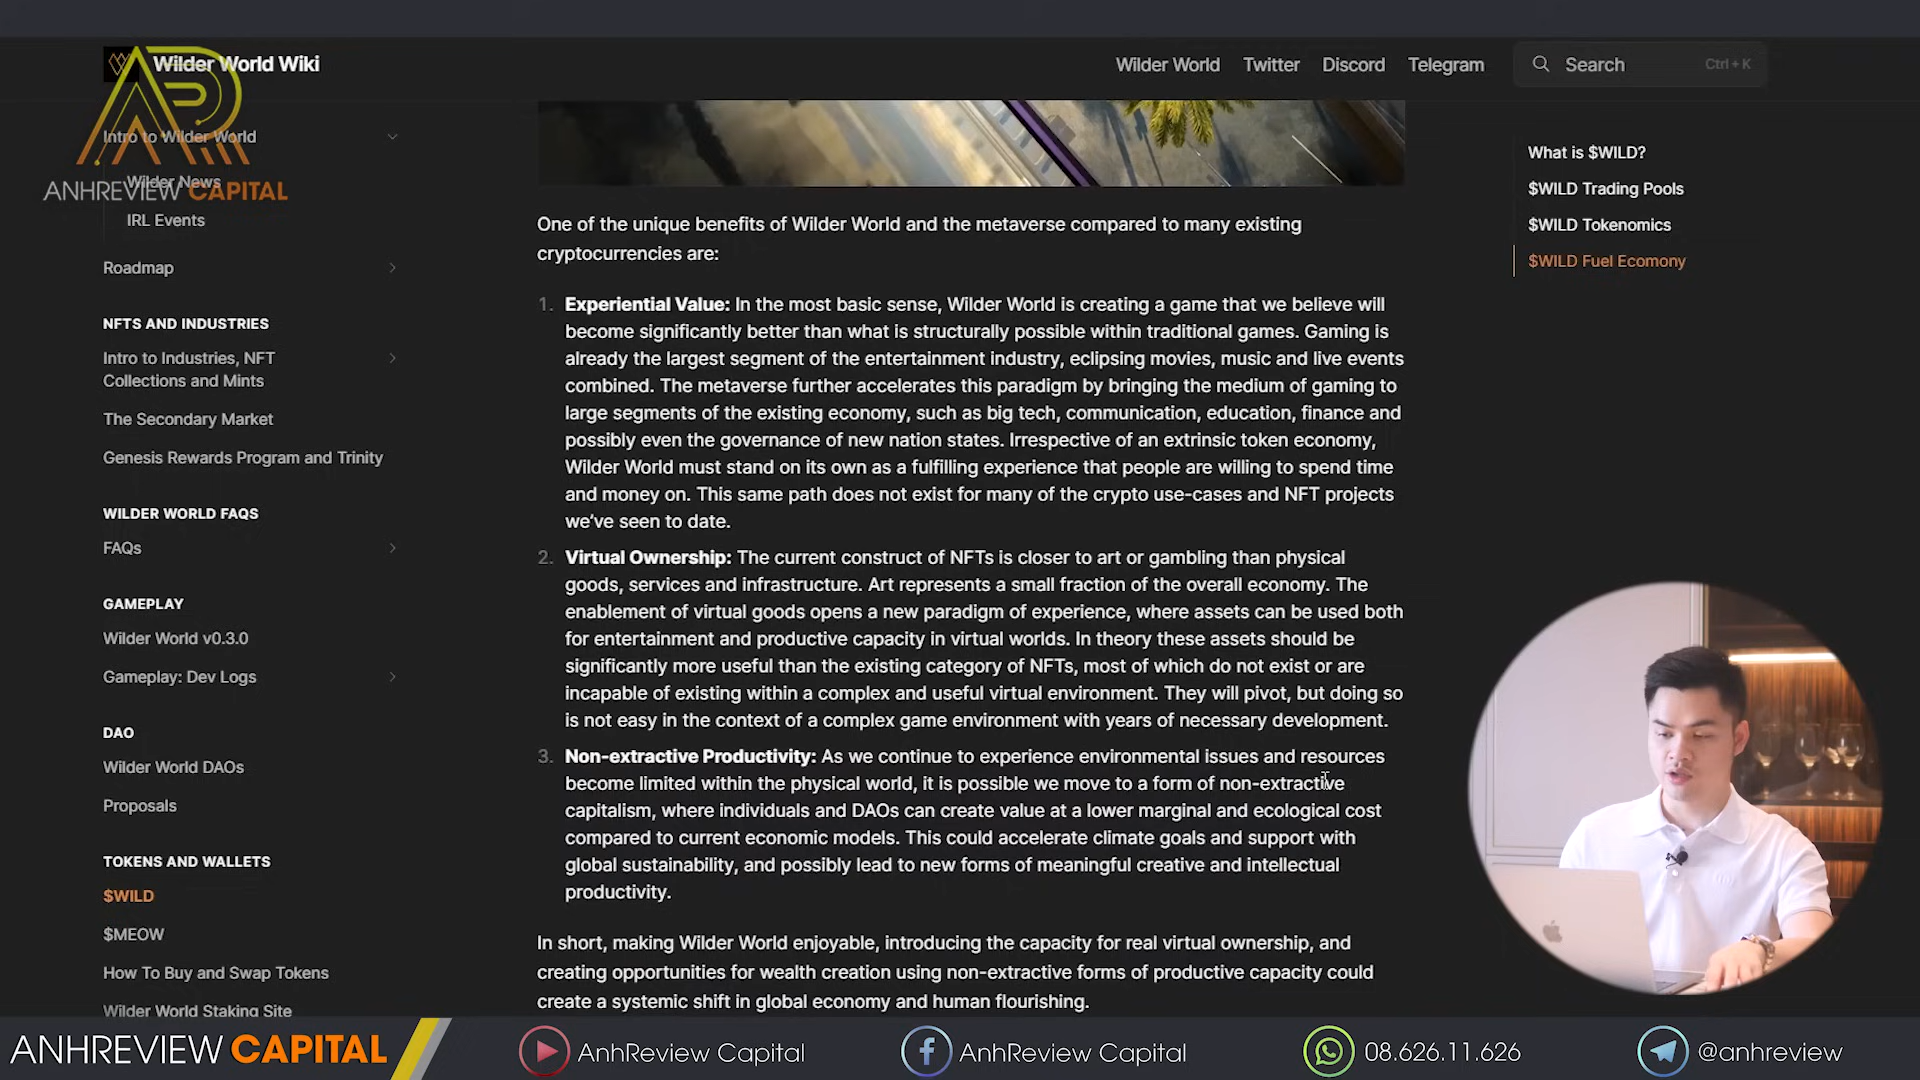 Wilder World Wiki
Wilder World
Twitter
Discord
Telegram
Search
Ctrl + K
ANHREVIEW CAPITAL
Intro to Wilder World
Wilder News
IRL Events
Roadmap
NFTS AND INDUSTRIES
Intro to Industries, NFT
Collections and Mints
The Secondary Market
Genesis Rewards Program and Trinity
WILDER WORLD FAQS
FAQs
GAMEPLAY
Wilder World v0.3.0
Gameplay: Dev Logs
DAO
Wilder World DAOs
Proposals
TOKENS AND WALLETS
$WILD
$MEOW
How To Buy and Swap Tokens
Wilder World Staking Site
One of the unique benefits of Wilder World and the metaverse compared to many existing
cryptocurrencies are:
1. Experiential Value: In the most basic sense, Wilder World is creating a game that we believe will
become significantly better than what is structurally possible within traditional games. Gaming is
already the largest segment of the entertainment industry, eclipsing movies, music and live events
combined. The metaverse further accelerates this paradigm by bringing the medium of gaming to
large segments of the existing economy, such as big tech, communication, education, finance and
possibly even the governance of new nation states. Irrespective of an extrinsic token economy,
Wilder World must stand on its own as a fulfilling experience that people are willing to spend time
and money on. This same path does not exist for many of the crypto use-cases and NFT projects
we've seen to date.
2. Virtual Ownership: The current construct of NFTs is closer to art or gambling than physical
goods, services and infrastructure. Art represents a small fraction of the overall economy. The
enablement of virtual goods opens a new paradigm of experience, where assets can be used both
for entertainment and productive capacity in virtual worlds. In theory these assets should be
significantly more useful than the existing category of NFTs, most of which do not exist or are
incapable of existing within a complex and useful virtual environment. They will pivot, but doing so
is not easy in the context of a complex game environment with years of necessary development.
3. Non-extractive Productivity: As we continue to experience environmental issues and resources
become limited within the physical world, it is possible we move to a form of non-extractive
capitalism, where individuals and DAOs can create value at a lower marginal and ecological cost
compared to current economic models. This could accelerate climate goals and support with
global sustainability, and possibly lead to new forms of meaningful creative and intellectual
productivity.
In short, making Wilder World enjoyable, introducing the capacity for real virtual ownership, and
creating opportunities for wealth creation using non-extractive forms of productive capacity could
create a systemic shift in global economy and human flourishing.
What is $WILD?
$WILD Trading Pools
$WILD Tokenomics
$WILD Fuel Ecomony
ANHREVIEW CAPITAL
AnhReview Capital
AnhReview Capital
08.626.11.626
@anhreview